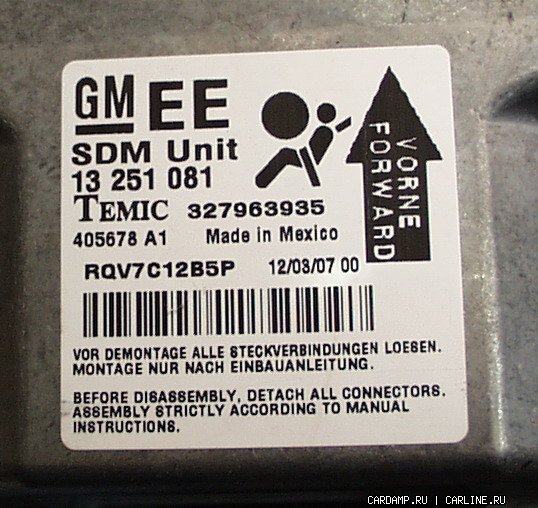 GM EE
SDM Unit
13 251 081
TEMIC 327963935
405678 A1 Made in Mexico
RQV7C12B5P 12/03/07 00
VORNE
FORWARD
VOR DEMONTAGE ALLE STECKVERBINDUNGEN LOESEN.
MONTAGE NUR NACH EINBAUANLEITUNG.
BEFORE DISASSEMBLY, DETACH ALL CONNECTORS.
ASSEMBLY STRICTLY ACCORDING TO MANUAL
INSTRUCTIONS.
CARDAMP.RU | CARLINE.RU